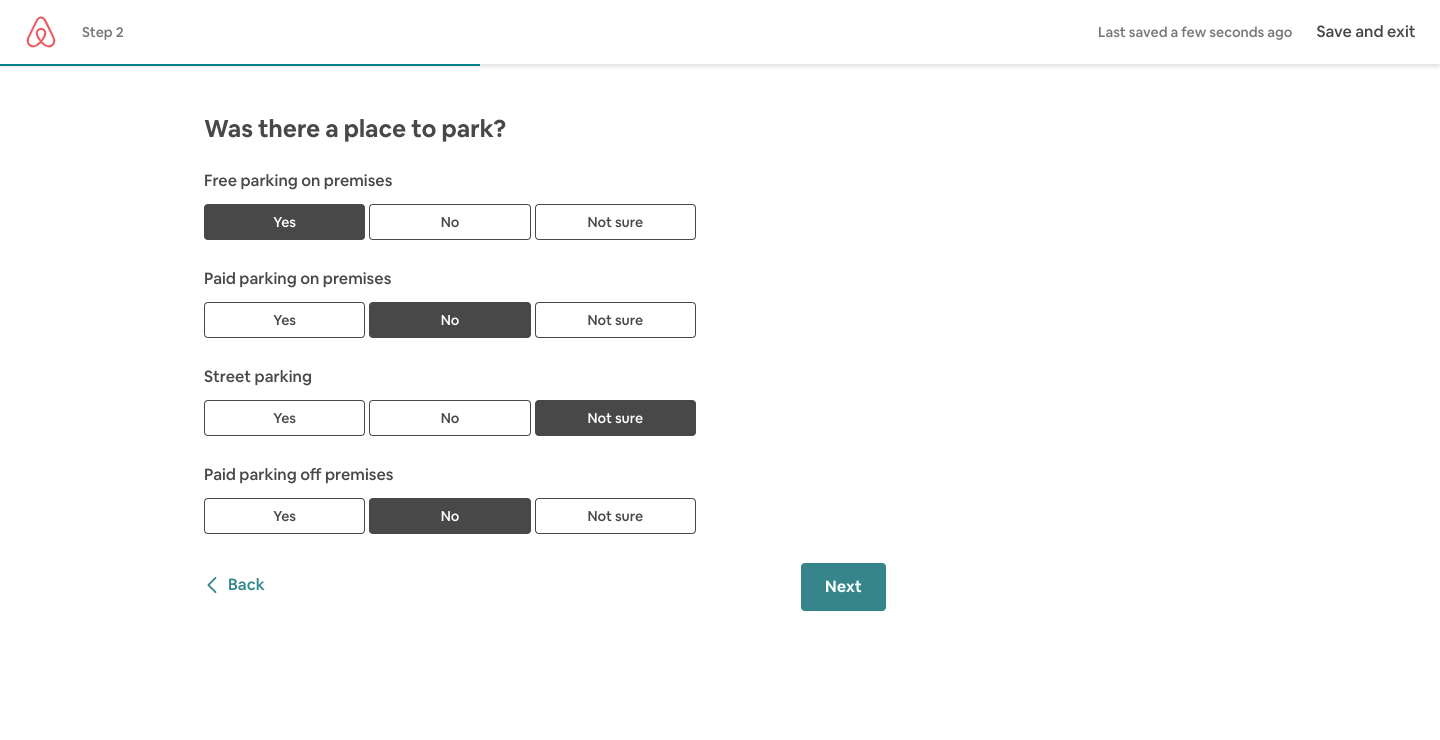 Step 2
Last saved a few seconds ago
Save and exit
Was there a place to park?
Free parking on premises
Yes
No
Not sure
Paid parking on premises
Yes
No
Not sure
Street parking
Yes
No
Not sure
Paid parking off premises
Yes
No
Not sure
Back
Next